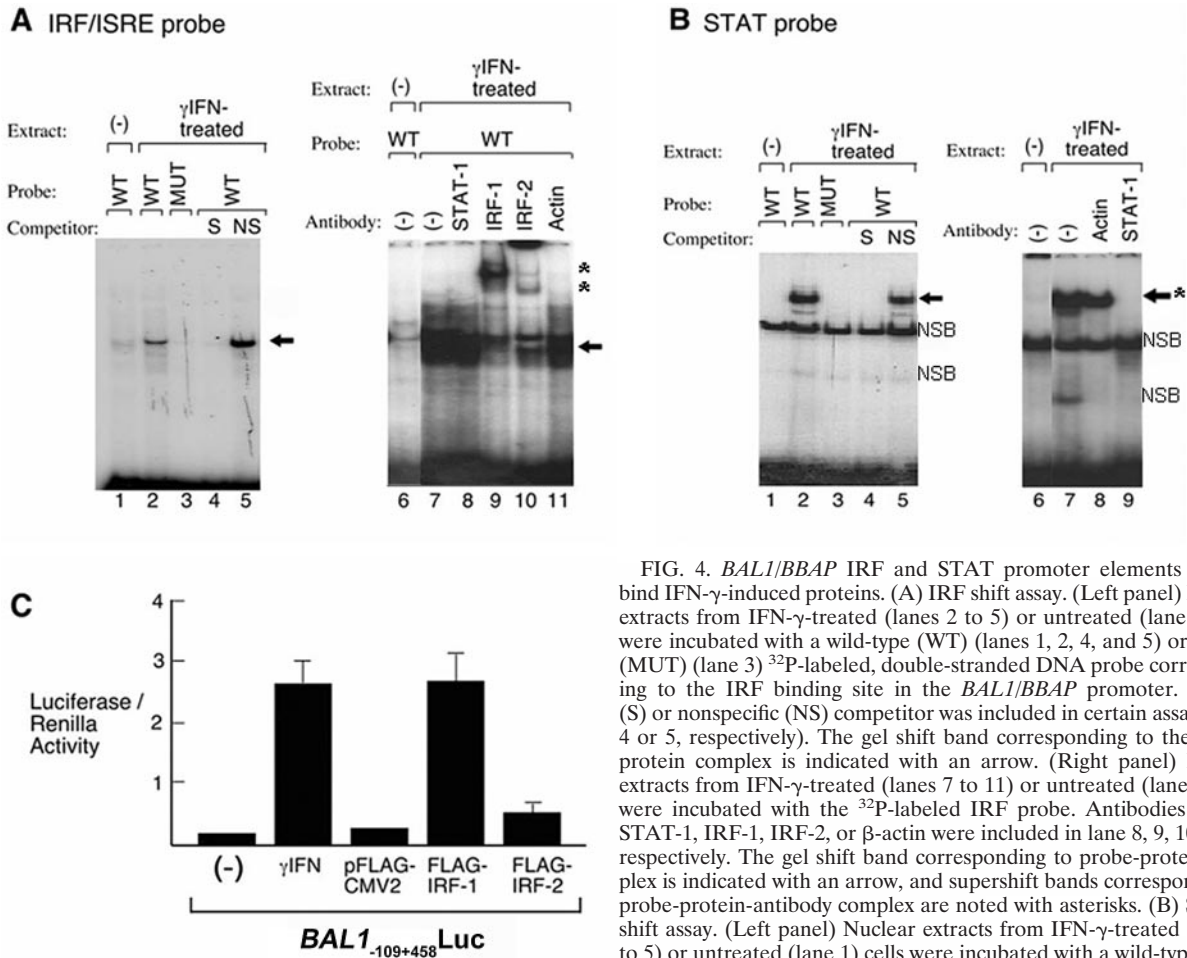 A IRF/ISRE probe
Extract: (-) γIFN-treated
Probe: WT WT MUT WT
Competitor: S NS
1 2 3 4 5
Extract: (-) γIFN-treated
Probe: WT WT
Antibody: (-) (-) STAT-1 IRF-1 IRF-2 Actin
*
*
6 7 8 9 10 11
B STAT probe
Extract: (-) γIFN-treated
Probe: WT WT MUT WT
Competitor: S NS
NSB
NSB
1 2 3 4 5
Extract: (-) γIFN-treated
Antibody: (-) (-) Actin STAT-1
*
NSB
NSB
6 7 8 9
C
4
3
2
1
Luciferase /
Renilla
Activity
(-) γIFN pFLAG-CMV2 FLAG-IRF-1 FLAG-IRF-2
BAL1-109+458Luc
FIG. 4. BAL1/BBAP IRF and STAT promoter elements
bind IFN-γ-induced proteins. (A) IRF shift assay. (Left panel)
extracts from IFN-γ-treated (lanes 2 to 5) or untreated (lane
were incubated with a wild-type (WT) (lanes 1, 2, 4, and 5) or
(MUT) (lane 3) 32P-labeled, double-stranded DNA probe corr
ing to the IRF binding site in the BAL1/BBAP promoter.
(S) or nonspecific (NS) competitor was included in certain assa
4 or 5, respectively). The gel shift band corresponding to the
protein complex is indicated with an arrow. (Right panel)
extracts from IFN-γ-treated (lanes 7 to 11) or untreated (lane
were incubated with the 32P-labeled IRF probe. Antibodies
STAT-1, IRF-1, IRF-2, or β-actin were included in lane 8, 9, 10
respectively. The gel shift band corresponding to probe-prote
plex is indicated with an arrow, and supershift bands correspon
probe-protein-antibody complex are noted with asterisks. (B) S
shift assay. (Left panel) Nuclear extracts from IFN-γ-treated
to 5) or untreated (lane 1) cells were incubated with a wild-typ